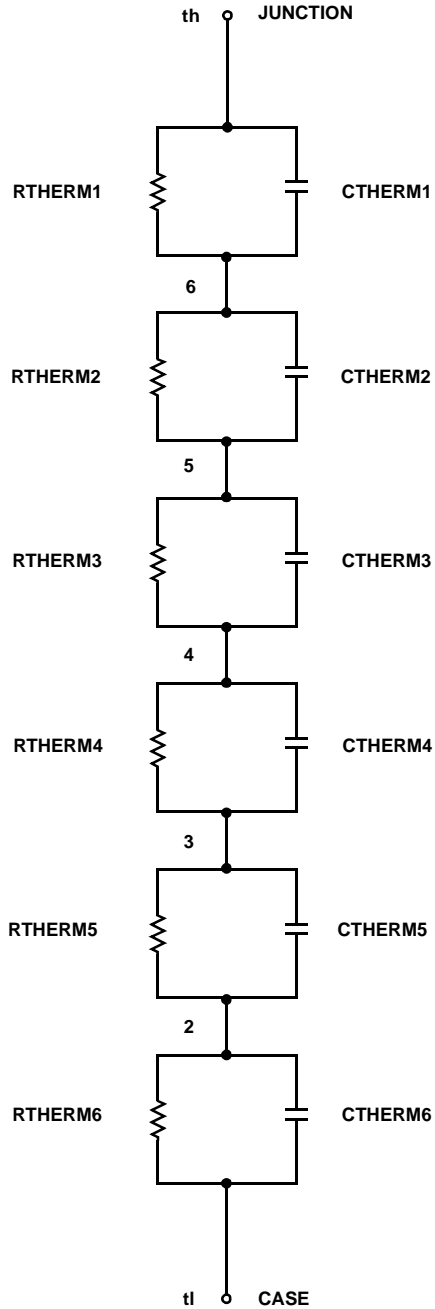 th JUNCTION
RTHERM1 CTHERM1
6
RTHERM2 CTHERM2
5
RTHERM3 CTHERM3
4
RTHERM4 CTHERM4
3
RTHERM5 CTHERM5
2
RTHERM6 CTHERM6
tl CASE